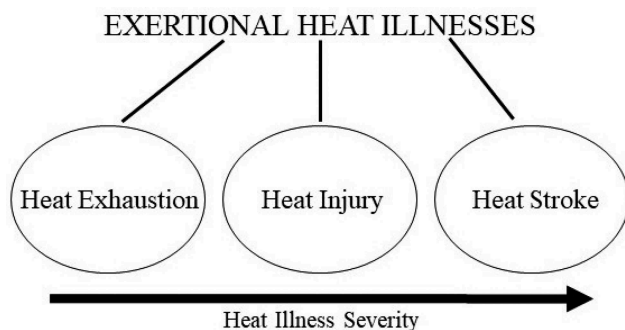 EXERTIONAL HEAT ILLNESSES
Heat Exhaustion
Heat Injury
Heat Stroke
Heat Illness Severity